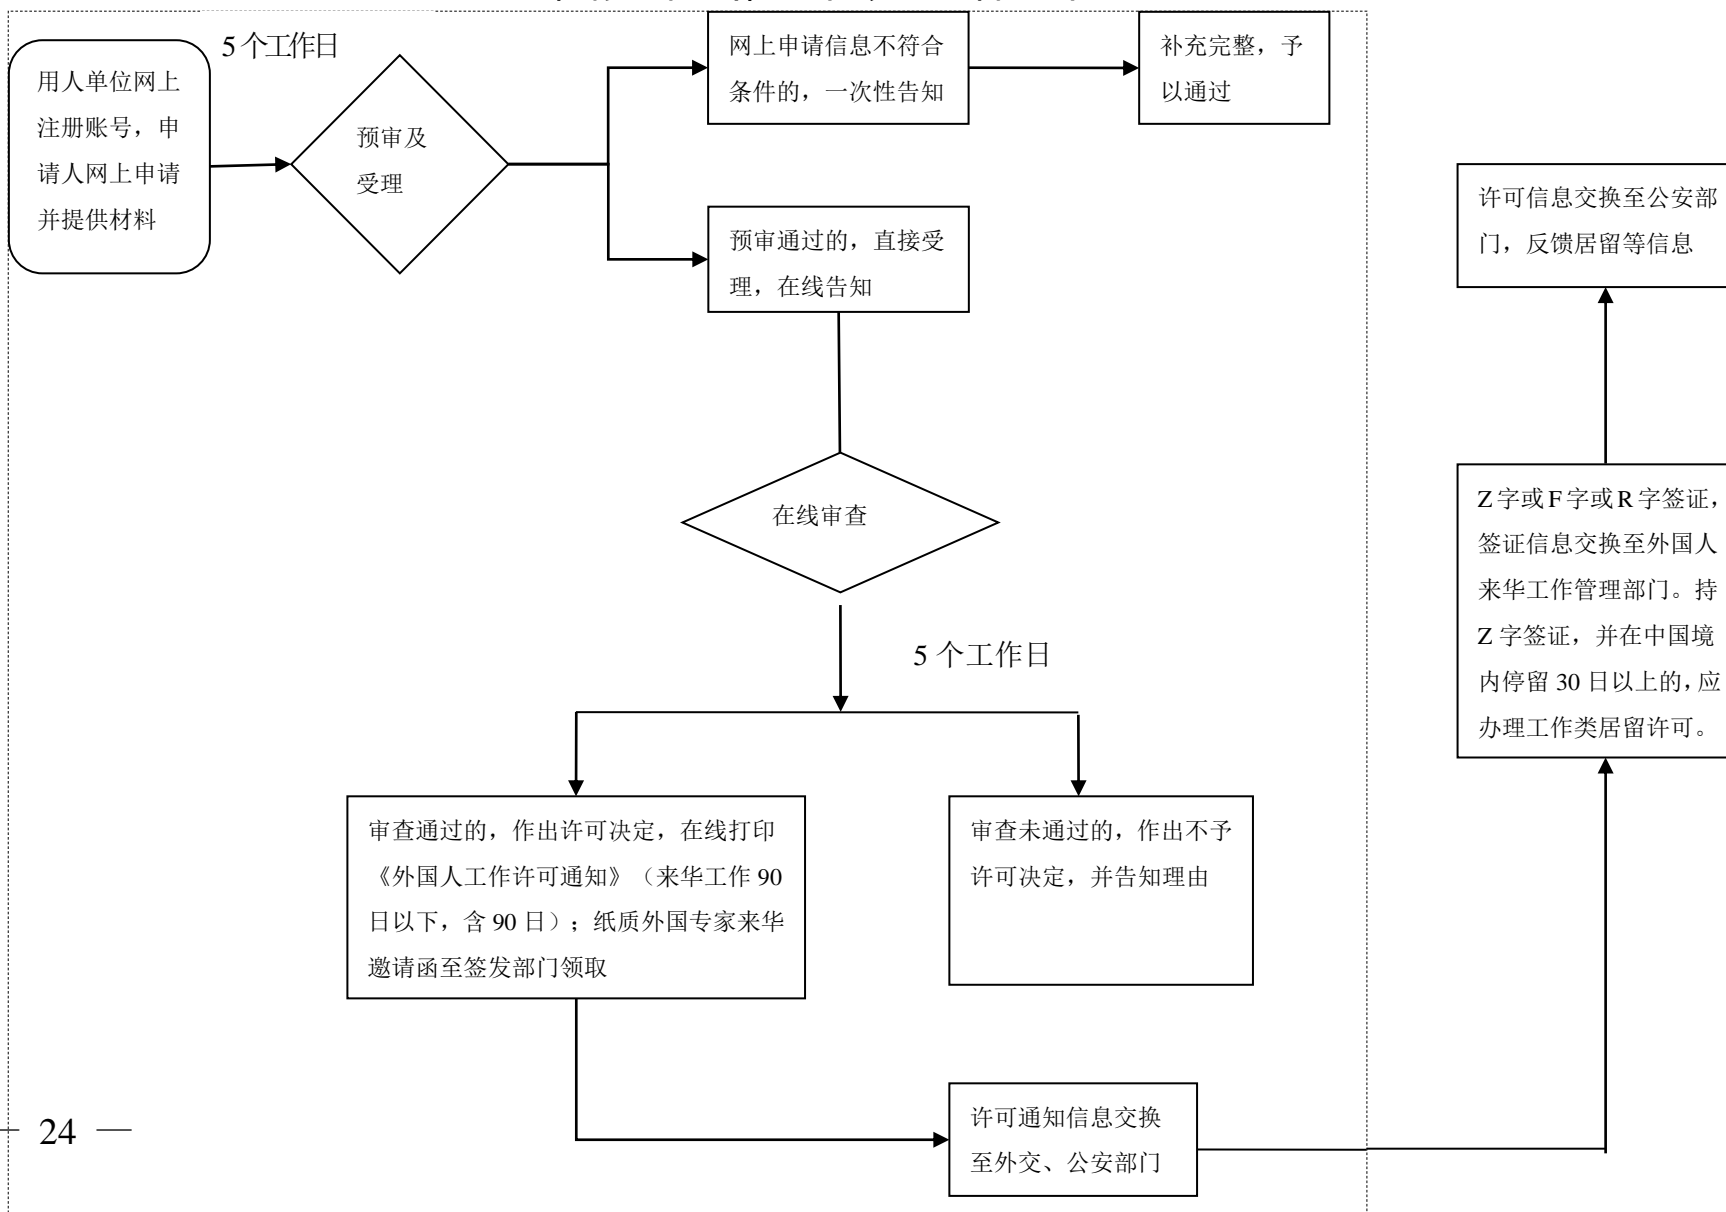 5个工作日
用人单位网上
注册账号，申
请人网上申请
并提供材料
预审及
受理
网上申请信息不符合
条件的，一次性告知
补充完整，予
以通过
预审通过的，直接受
理，在线告知
许可信息交换至公安部
门，反馈居留等信息
在线审查
Z字或F字或R字签证，
签证信息交换至外国人
来华工作管理部门。持
Z字签证，并在中国境
内停留30日以上的，应
办理工作类居留许可。
5个工作日
审查通过的，作出许可决定，在线打印
《外国人工作许可通知》（来华工作90
日以下，含90日）；纸质外国专家来华
邀请函至签发部门领取
审查未通过的，作出不予
许可决定，并告知理由
许可通知信息交换
至外交、公安部门
— 24 —